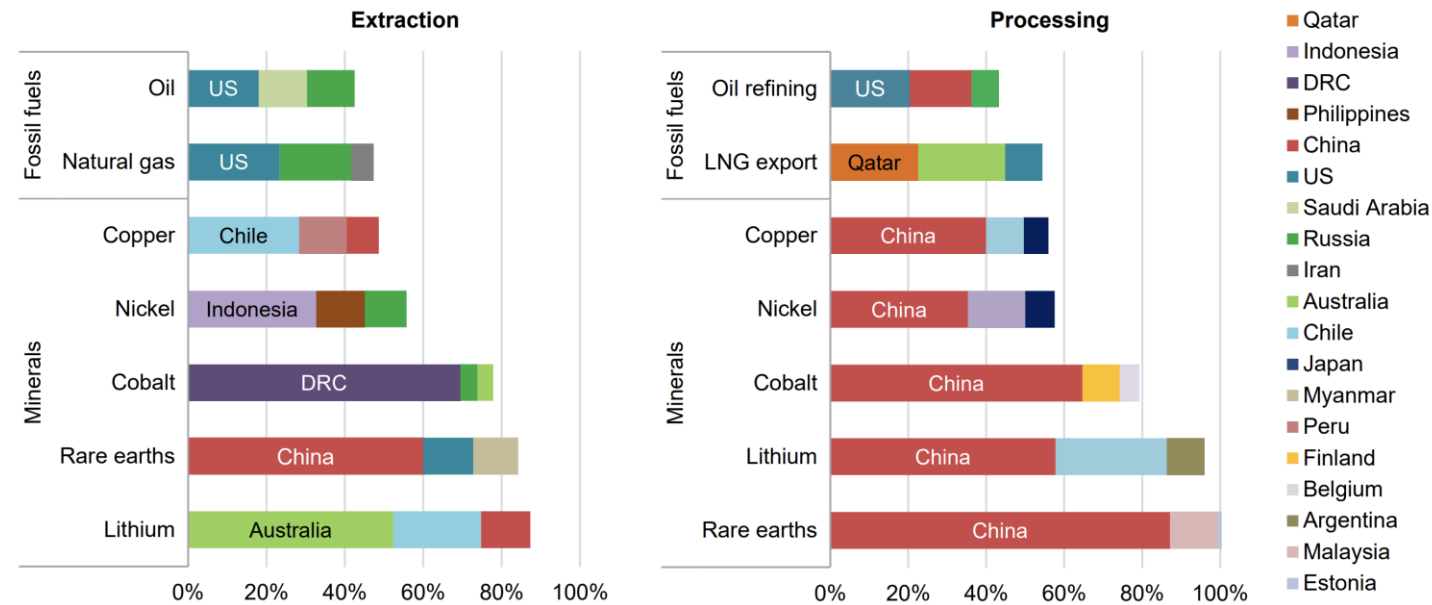 Extraction
Fossil fuels
Oil
US
Natural gas
US
Minerals
Copper
Chile
Nickel
Indonesia
Cobalt
DRC
Rare earths
China
Lithium
Australia
0% 20% 40% 60% 80% 100%
Processing
Fossil fuels
Oil refining
US
LNG export
Qatar
Minerals
Copper
China
Nickel
China
Cobalt
China
Lithium
China
Rare earths
China
0% 20% 40% 60% 80% 100%
Qatar
Indonesia
DRC
Philippines
China
US
Saudi Arabia
Russia
Iran
Australia
Chile
Japan
Myanmar
Peru
Finland
Belgium
Argentina
Malaysia
Estonia